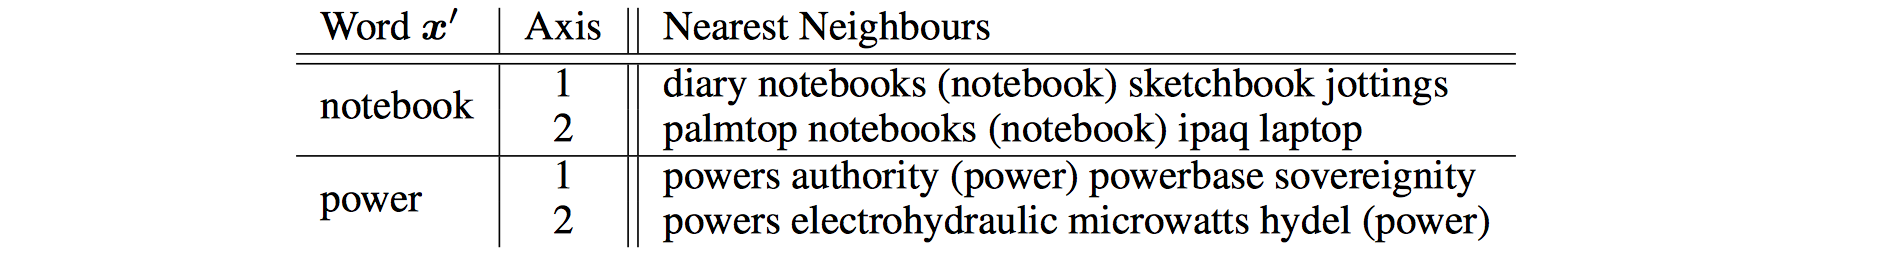 Word x′ Axis Nearest Neighbours
notebook 1 diary notebooks (notebook) sketchbook jottings
2 palmtop notebooks (notebook) ipaq laptop
power 1 powers authority (power) powerbase sovereignity
2 powers electrohydraulic microwatts hydel (power)